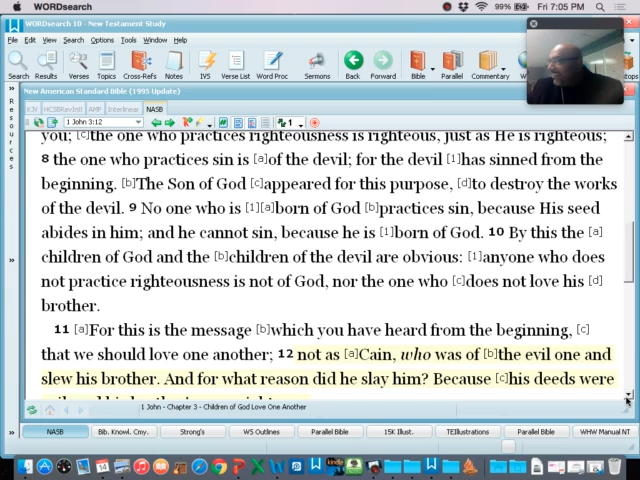 WORDsearch
99%
Fri 7:05 PM
WORDsearch 10 - New Testament Study
File Edit View Search Options Tools Window Help
Search Results Verses Topics Cross-Refs Notes IVS Verse List Word Proc Sermons Back Forward Bible Parallel Commentary
Resources
New American Standard Bible (1995 Update)
KJV HCSBRavIntl AMP Interlinear NASB
1 John 3:12
1
you; [c]the one who practices righteousness is righteous, just as He is righteous;
8 the one who practices sin is [a]of the devil; for the devil [1]has sinned from the
beginning. [b]The Son of God [c]appeared for this purpose, [d]to destroy the works
of the devil. 9 No one who is [1][a]born of God [b]practices sin, because His seed
abides in him; and he cannot sin, because he is [1]born of God. 10 By this the [a]
children of God and the [b]children of the devil are obvious: [1]anyone who does
not practice righteousness is not of God, nor the one who [c]does not love his [d]
brother.
11 [a]For this is the message [b]which you have heard from the beginning, [c]
that we should love one another; 12 not as [a]Cain, who was of [b]the evil one and
slew his brother. And for what reason did he slay him? Because [c]his deeds were
1 John - Chapter 3 - Children of God Love One Another
NASB Bib. Knowl. Cmy. Strong's WS Outlines Parallel Bible 15K Illust. TEIllustrations Parallel Bible WHW Manual NT